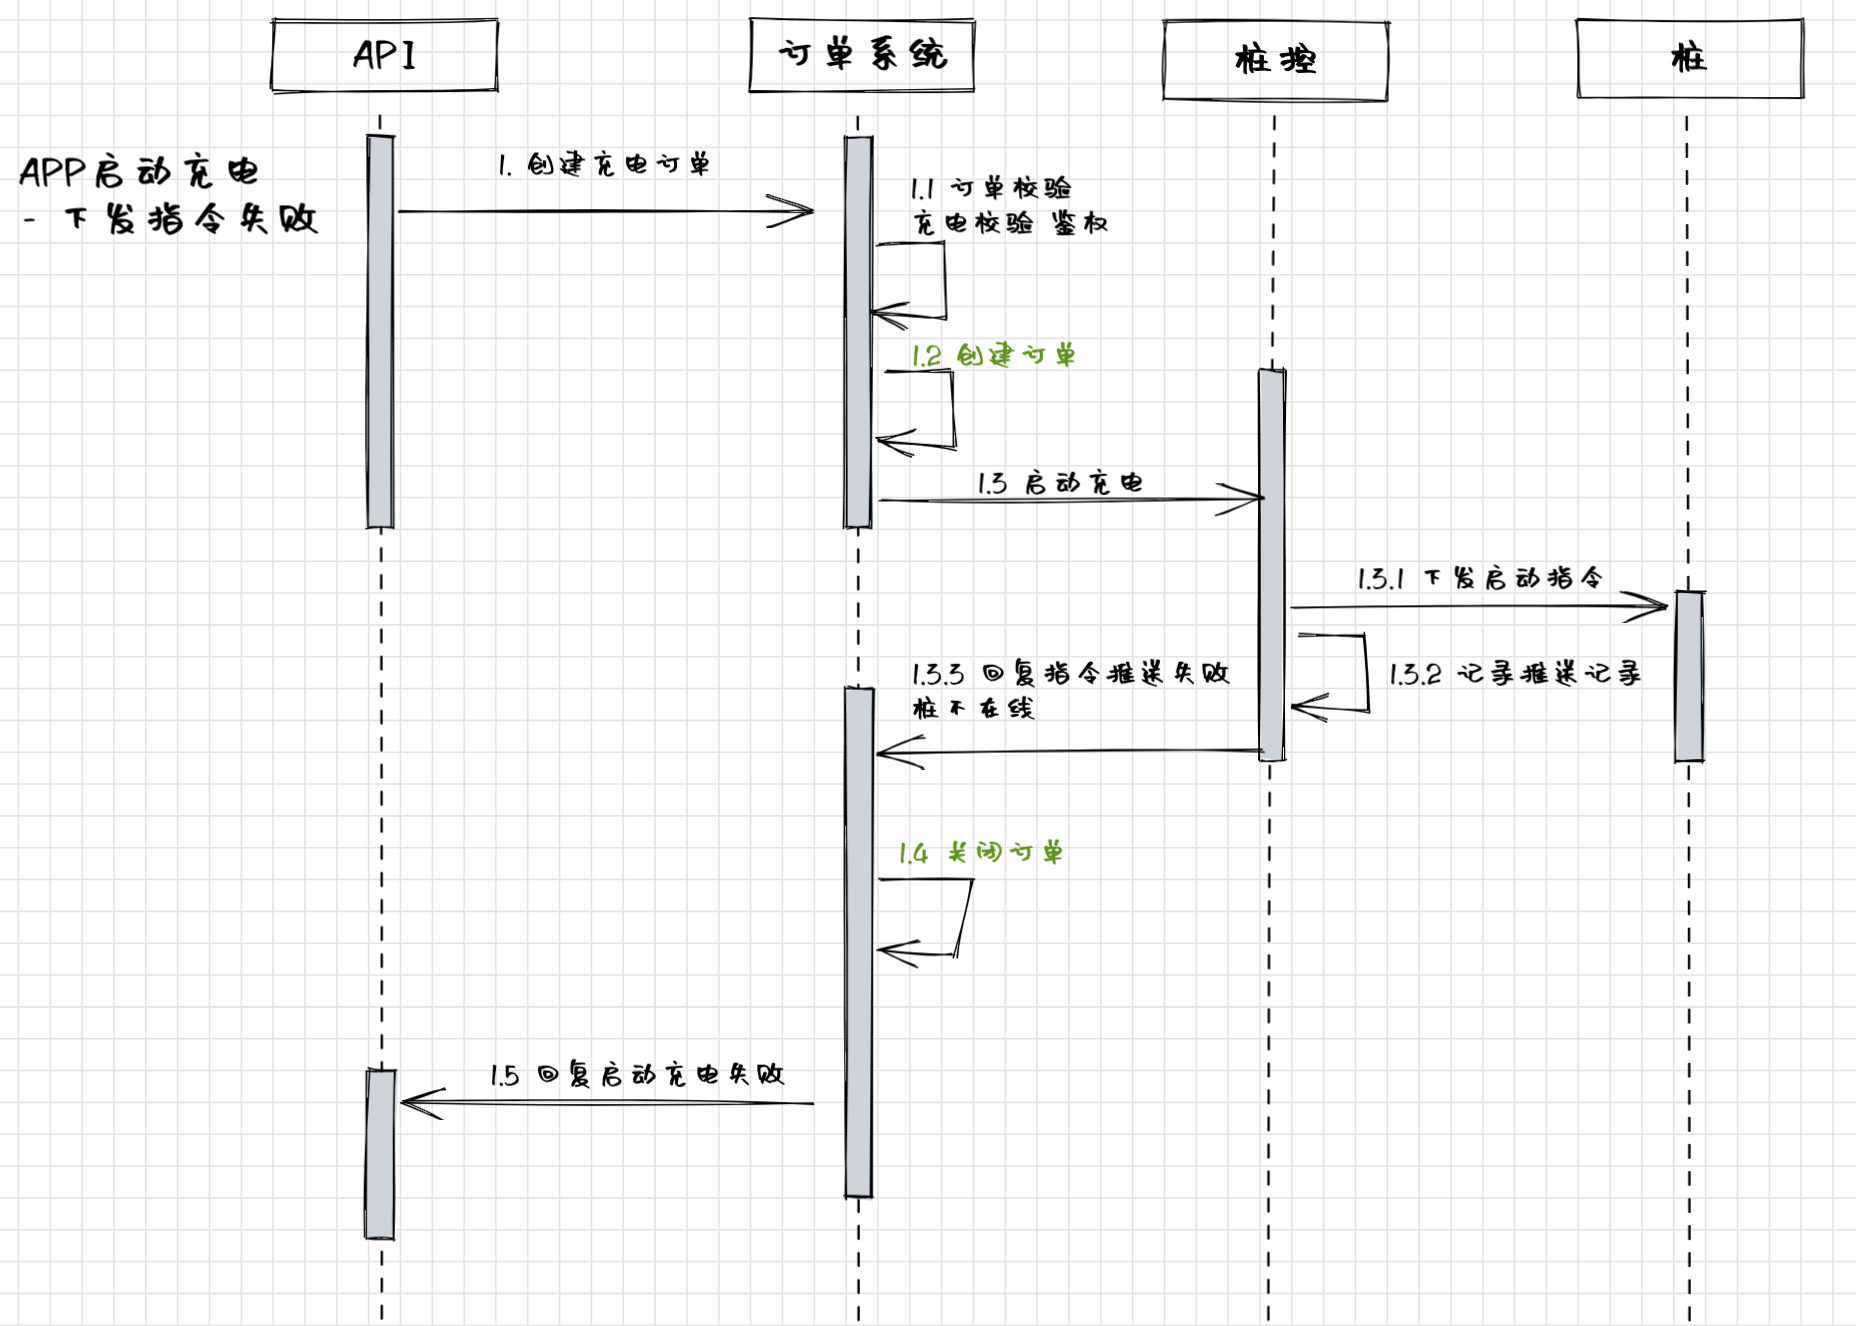 API
订单系统
桩控
桩
APP启动充电
- 下发指令失败
1. 创建充电订单
1.1 订单校验
充电校验 鉴权
1.2 创建订单
1.3 启动充电
1.3.1 下发启动指令
1.3.2 记录推送记录
1.3.3 回复指令推送失败
桩不在线
1.4 关闭订单
1.5 回复启动充电失败